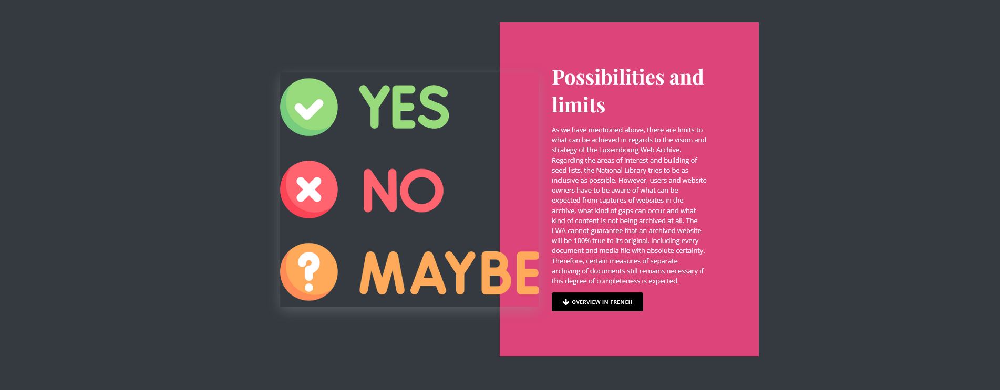 YES
NO
MAYBE
Possibilities and
limits
As we have mentioned above, there are limits to
what can be achieved in regards to the vision and
strategy of the Luxembourg Web Archive.
Regarding the areas of interest and building of
seed lists, the National Library tries to be as
inclusive as possible. However, users and website
owners have to be aware of what can be
expected from captures of websites in the
archive, what kind of gaps can occur and what
kind of content is not being archived at all. The
LWA cannot guarantee that an archived website
will be 100% true to its original, including every
document and media file with absolute certainty.
Therefore, certain measures of separate
archiving of documents still remains necessary if
this degree of completeness is expected.
OVERVIEW IN FRENCH